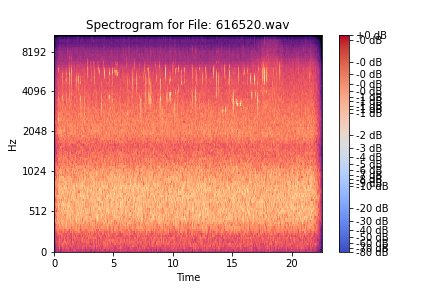 Spectrogram for File: 616520.wav
8192
4096
2048
1024
512
0
Hz
0
5
10
15
20
Time
+0 dB
-0 dB
-0 dB
-0 dB
-0 dB
-1 dB
-2 dB
-3 dB
-4 dB
-5 dB
-10 dB
-20 dB
-30 dB
-40 dB
-50 dB
-80 dB